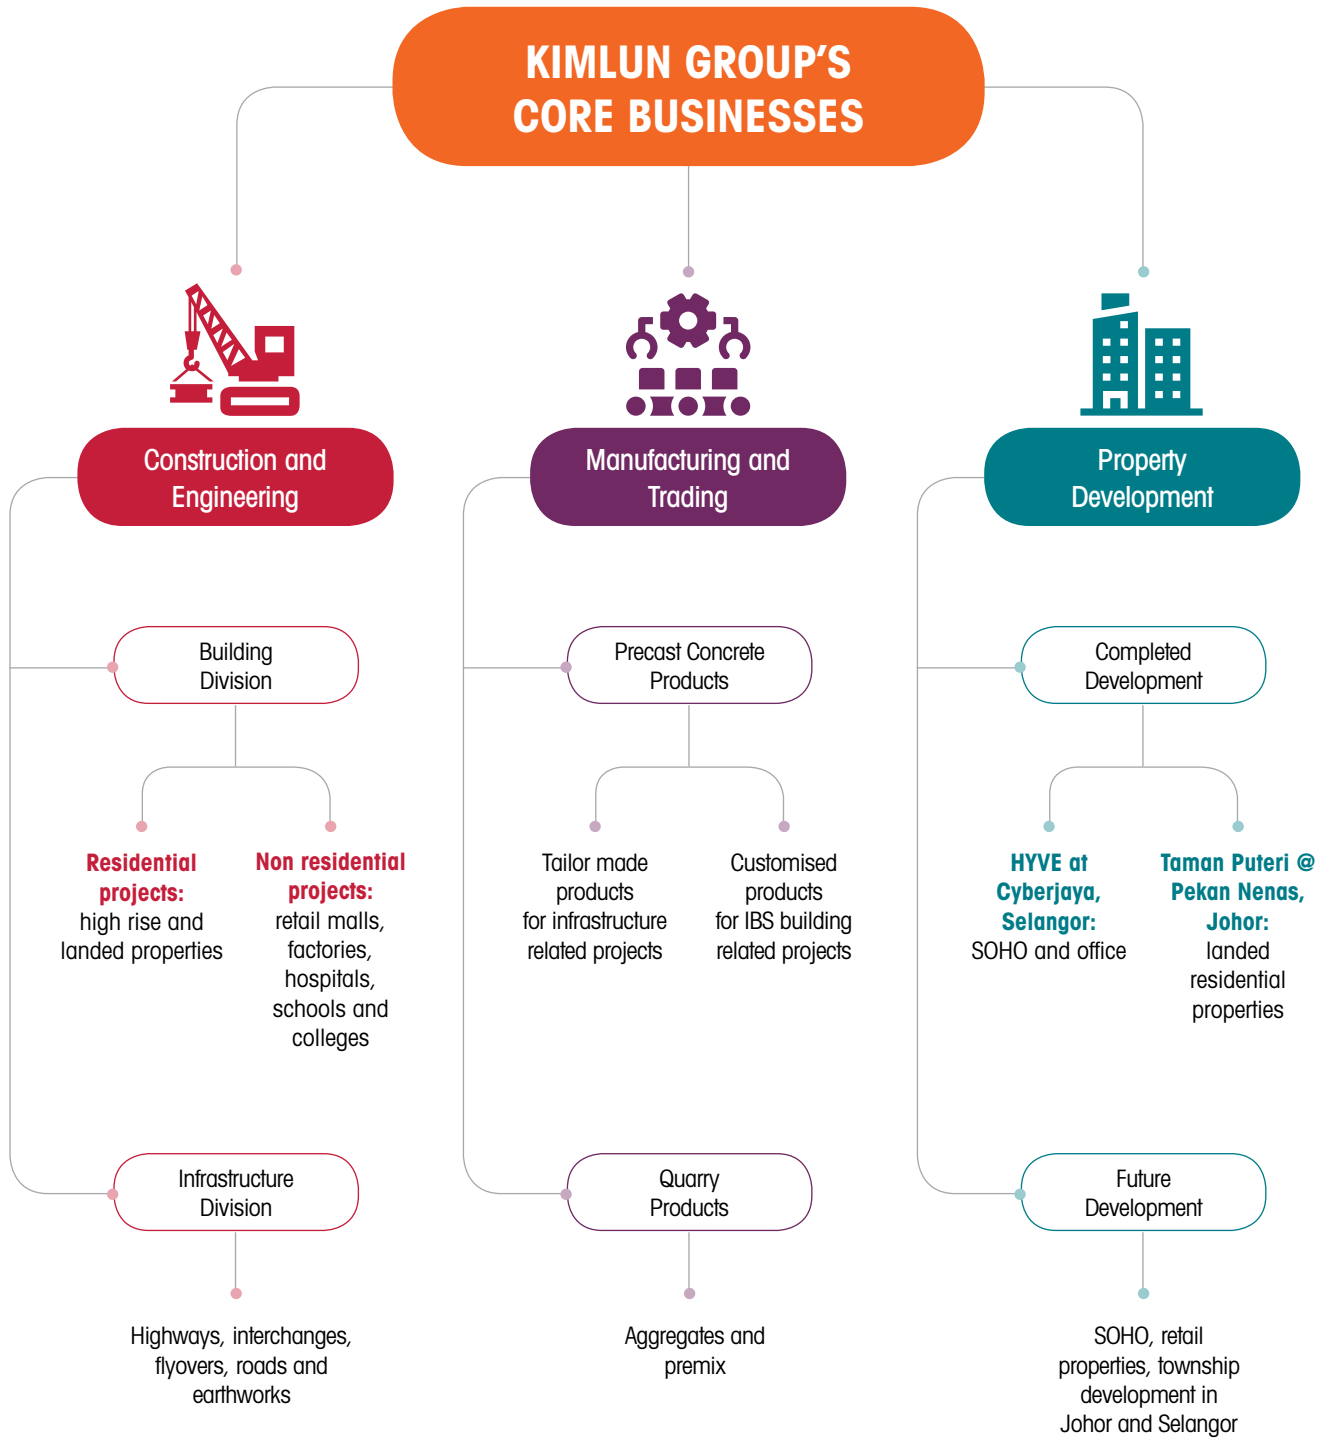 KIMLUN GROUP'S
CORE BUSINESSES
Construction and
Engineering
Building
Division
Residential
projects:
high rise and
landed properties
Non residential
projects:
retail malls,
factories,
hospitals,
schools and
colleges
Infrastructure
Division
Highways, interchanges,
flyovers, roads and
earthworks
Manufacturing and
Trading
Precast Concrete
Products
Tailor made
products
for infrastructure
related projects
Customised
products
for IBS building
related projects
Quarry
Products
Aggregates and
premix
Property
Development
Completed
Development
HYVE at
Cyberjaya,
Selangor:
SOHO and office
Taman Puteri @
Pekan Nenas,
Johor:
landed
residential
properties
Future
Development
SOHO, retail
properties, township
development in
Johor and Selangor